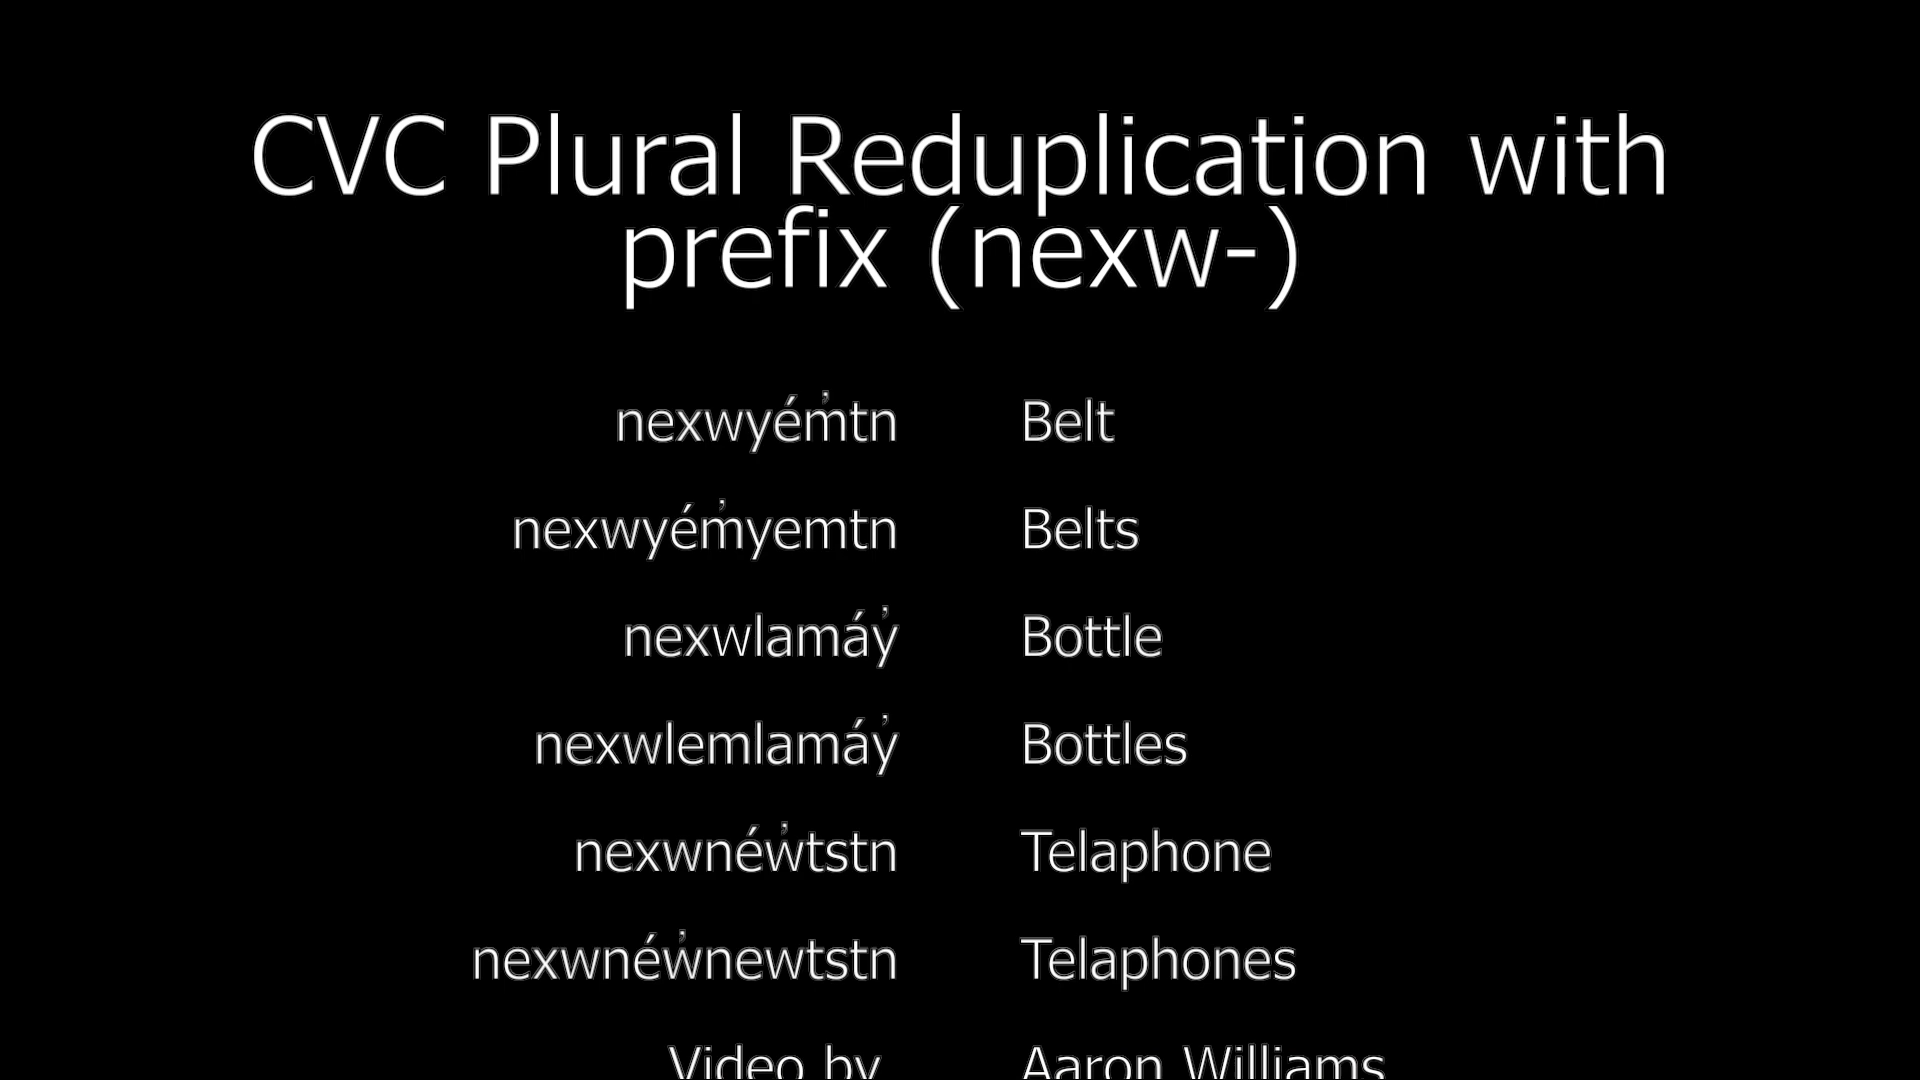 CVC Plural Reduplication with
prefix (nexw-)
nexwyém̓tn Belt
nexwyém̓yemtn Belts
nexwlamáy̓ Bottle
nexwlemlamáy̓ Bottles
nexwnéw̓tstn Telaphone
nexwnéw̓newtstn Telaphones
Video by Aaron Williams